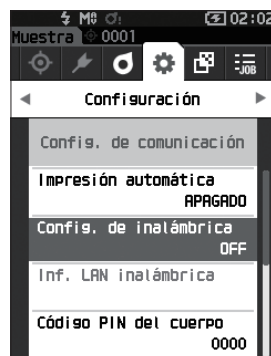 M 02:02
Muestra 0001
-JOB
Configuración
Config. de comunicación
Impresión automática
APAGADO
Config. de inalámbrica
OFF
Inf. LAN inalámbrica
Código PIN del cuerpo
0000